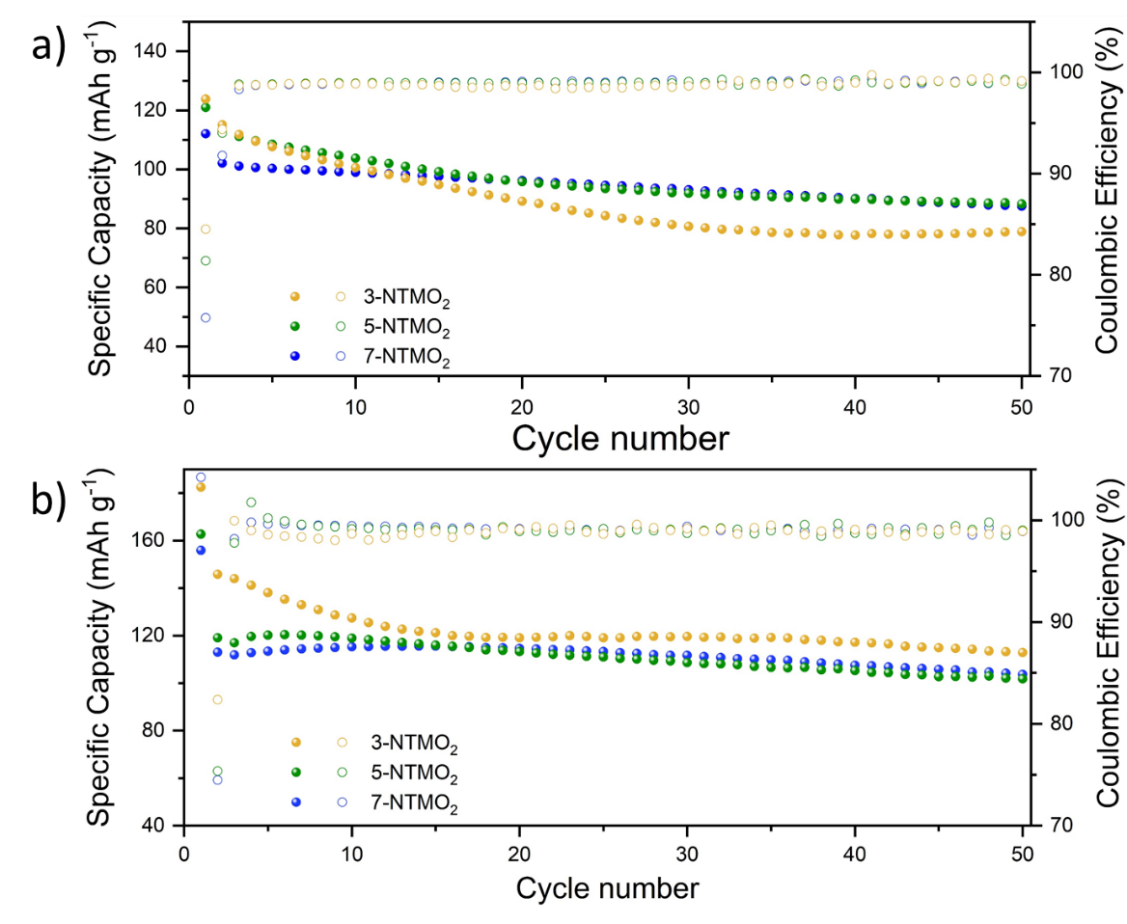 a)
Specific Capacity (mAh g⁻¹)
140
120
100
80
60
40
3-NTMO₂
5-NTMO₂
7-NTMO₂
100
90
80
70
Coulombic Efficiency (%)
0 10 20 30 40 50
Cycle number
b)
Specific Capacity (mAh g⁻¹)
160
120
80
40
3-NTMO₂
5-NTMO₂
7-NTMO₂
100
90
80
70
Coulombic Efficiency (%)
0 10 20 30 40 50
Cycle number